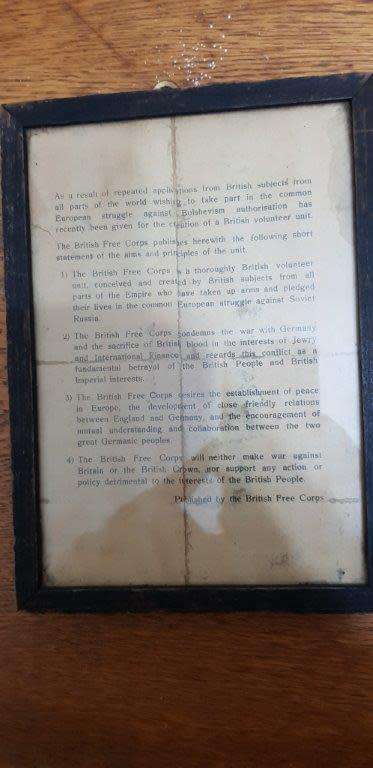 As a result of repeated applications from British subjects from
all parts of the world wishing to take part in the common
European struggle against Bolshevism authorisation has
recently been given for the creation of a British volunteer unit.
The British Free Corps publishes herewith the following short
statement of the aims and principles of the unit.
1) The British Free Corps is a thoroughly British volunteer
unit, conceived and created by British subjects from all
parts of the Empire who have taken up arms and pledged
their lives in the common European struggle against Soviet
Russia.
2) The British Free Corps condemns the war with Germany
and the sacrifice of British blood in the interests of Jewry
and International Finance and regards this conflict as a
fundamental betrayal of the British People and British
Imperial interests.
3) The British Free Corps desires the establishment of peace
in Europe, the development of close friendly relations
between England and Germany, and the encouragement of
mutual understanding and collaboration between the two
great Germanic peoples.
4) The British Free Corps will neither make war against
Britain or the British Crown, nor support any action or
policy detrimental to the interests of the British People.
Published by the British Free Corps